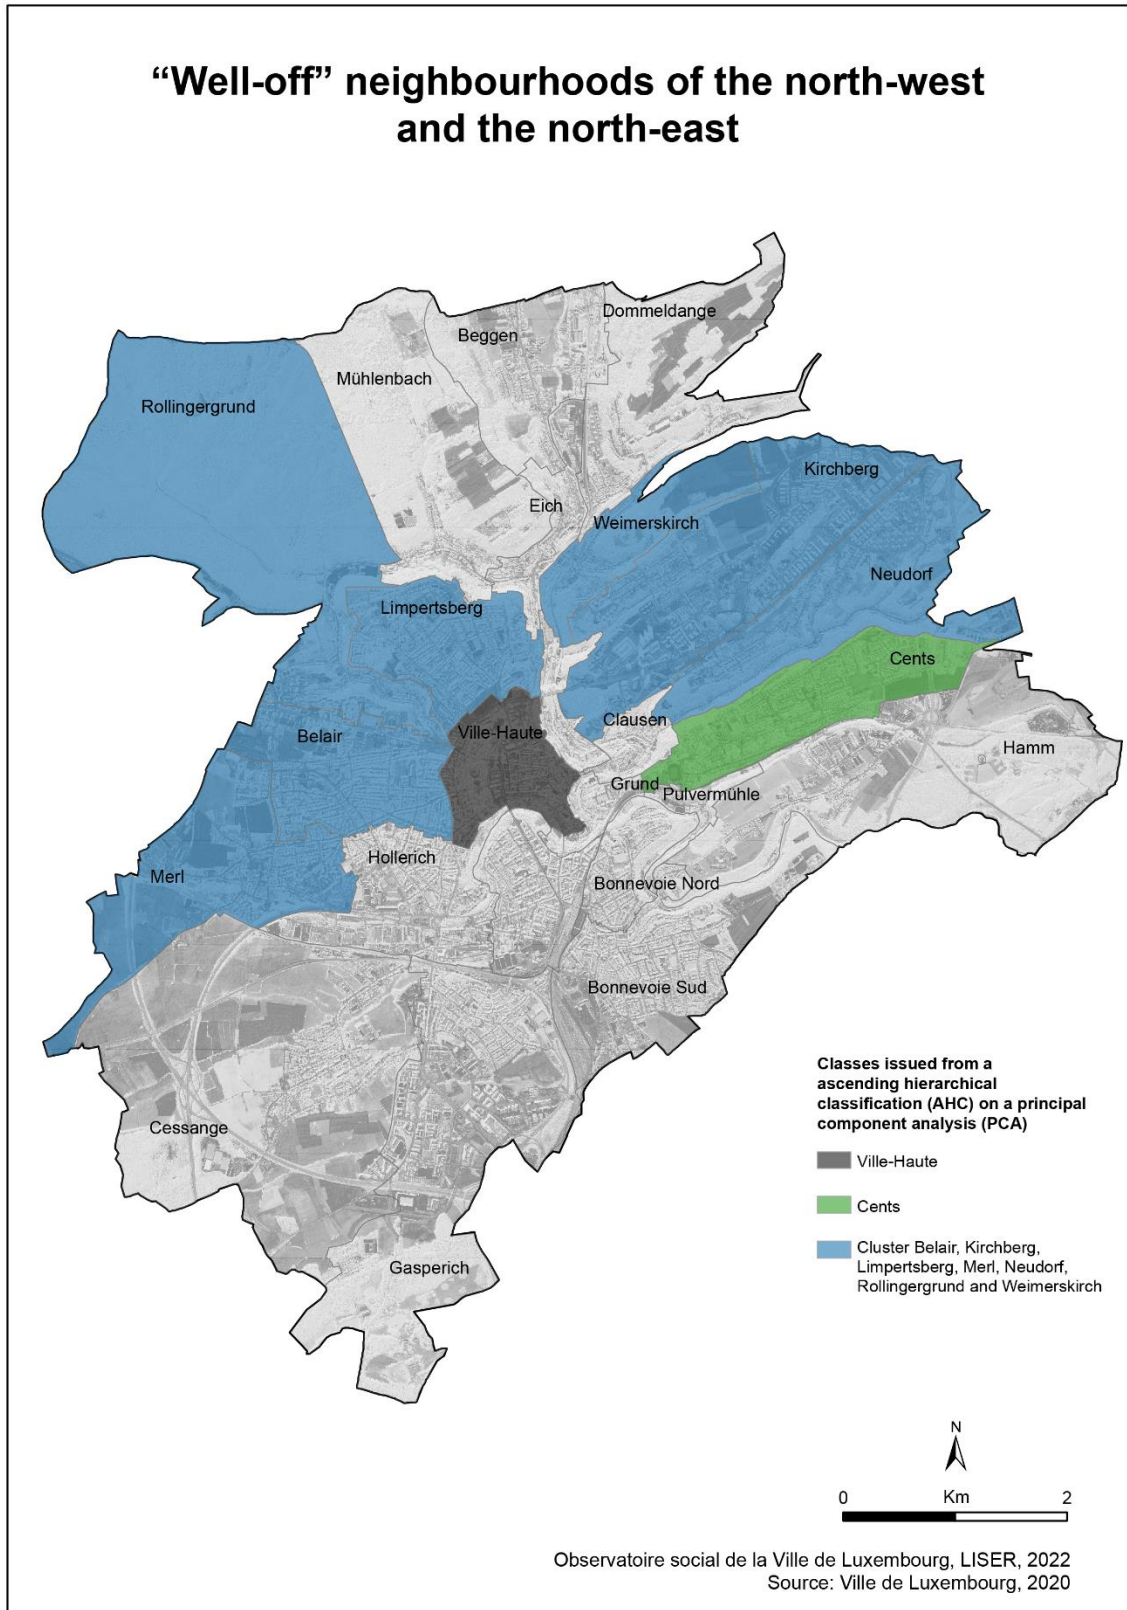 “Well-off” neighbourhoods of the north-west
and the north-east
Dommeldange
Beggen
Mühlenbach
Rollingergrund
Kirchberg
Eich
Weimerskirch
Neudorf
Limpertsberg
Cents
Clausen
Ville-Haute
Belair
Hamm
Grund
Pulvermühle
Hollerich
Merl
Bonnevoie Nord
Bonnevoie Sud
Classes issued from a
ascending hierarchical
classification (AHC) on a principal
component analysis (PCA)
Cessange
Ville-Haute
Cents
Cluster Belair, Kirchberg,
Limpertsberg, Merl, Neudorf,
Rollingergrund and Weimerskirch
Gasperich
N
0 Km 2
Observatoire social de la Ville de Luxembourg, LISER, 2022
Source: Ville de Luxembourg, 2020